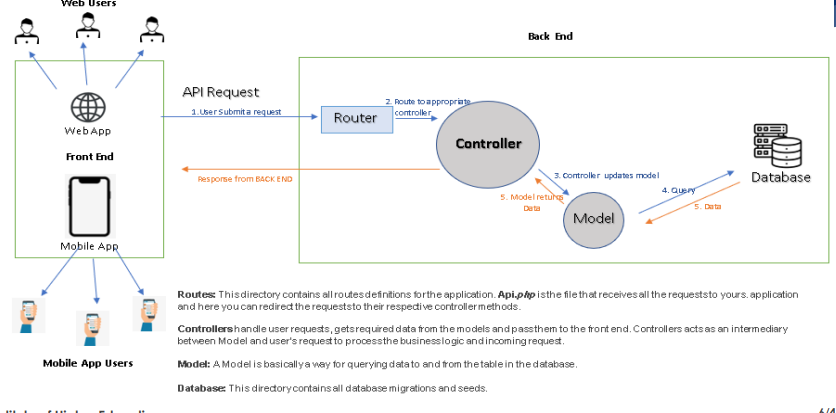 Web Users
Back End
API Request
1.User Submit a request
2. Route to appropriate
controller
Router
Controller
Web App
Front End
Response from BACK END
3. Controller updates model
5. Model returns
Data
4. Query
5. Data
Model
Database
Mobile App
Mobile App Users
Routes: This directory contains all routes definitions for the application. Api.php is the file that receives all the requests to yours. application
and here you can redirect the requests to their respective controller methods.
Controllers handle user requests, gets required data from the models and pass them to the front end. Controllers acts as an intermediary
between Model and user's request to process the business logic and incoming request.
Model: A Model is basically a way for querying data to and from the table in the database.
Database: This directory contains all database migrations and seeds.